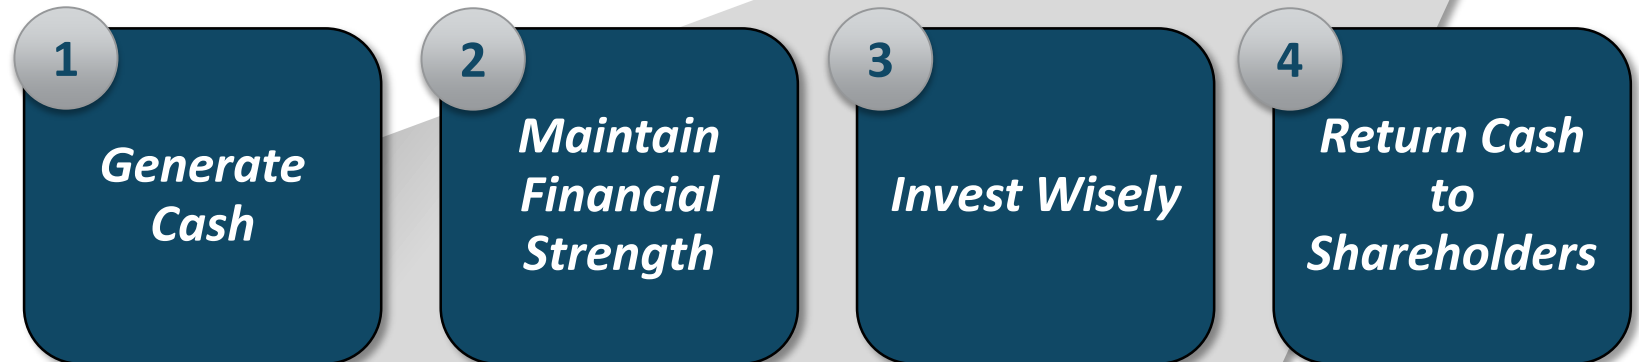 1
Generate
Cash
2
Maintain
Financial
Strength
3
Invest Wisely
4
Return Cash
to
Shareholders